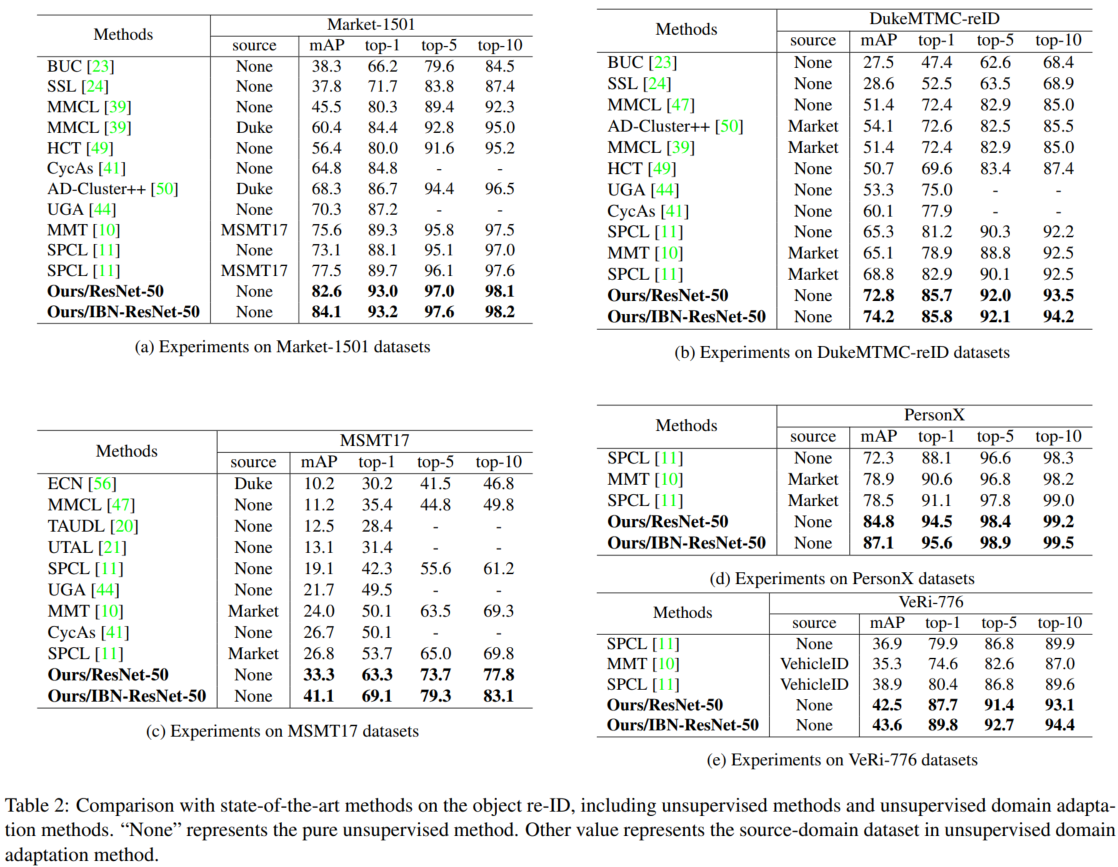 Methods Market-1501
source mAP top-1 top-5 top-10
BUC [23] None 38.3 66.2 79.6 84.5
SSL [24] None 37.8 71.7 83.8 87.4
MMCL [39] None 45.5 80.3 89.4 92.3
MMCL [39] Duke 60.4 84.4 92.8 95.0
HCT [49] None 56.4 80.0 91.6 95.2
CycAs [41] None 64.8 84.8 - -
AD-Cluster++ [50] Duke 68.3 86.7 94.4 96.5
UGA [44] None 70.3 87.2 - -
MMT [10] MSMT17 75.6 89.3 95.8 97.5
SPCL [11] None 73.1 88.1 95.1 97.0
SPCL [11] MSMT17 77.5 89.7 96.1 97.6
Ours/ResNet-50 None 82.6 93.0 97.0 98.1
Ours/IBN-ResNet-50 None 84.1 93.2 97.6 98.2
(a) Experiments on Market-1501 datasets
Methods DukeMTMC-reID
source mAP top-1 top-5 top-10
BUC [23] None 27.5 47.4 62.6 68.4
SSL [24] None 28.6 52.5 63.5 68.9
MMCL [47] None 51.4 72.4 82.9 85.0
AD-Cluster++ [50] Market 54.1 72.6 82.5 85.5
MMCL [39] Market 51.4 72.4 82.9 85.0
HCT [49] None 50.7 69.6 83.4 87.4
UGA [44] None 53.3 75.0 - -
CycAs [41] None 60.1 77.9 - -
SPCL [11] None 65.3 81.2 90.3 92.2
MMT [10] Market 65.1 78.9 88.8 92.5
SPCL [11] Market 68.8 82.9 90.1 92.5
Ours/ResNet-50 None 72.8 85.7 92.0 93.5
Ours/IBN-ResNet-50 None 74.2 85.8 92.1 94.2
(b) Experiments on DukeMTMC-reID datasets
Methods MSMT17
source mAP top-1 top-5 top-10
ECN [56] Duke 10.2 30.2 41.5 46.8
MMCL [47] None 11.2 35.4 44.8 49.8
TAUDL [20] None 12.5 28.4 - -
UTAL [21] None 13.1 31.4 - -
SPCL [11] None 19.1 42.3 55.6 61.2
UGA [44] None 21.7 49.5 - -
MMT [10] Market 24.0 50.1 63.5 69.3
CycAs [41] None 26.7 50.1 - -
SPCL [11] Market 26.8 53.7 65.0 69.8
Ours/ResNet-50 None 33.3 63.3 73.7 77.8
Ours/IBN-ResNet-50 None 41.1 69.1 79.3 83.1
(c) Experiments on MSMT17 datasets
Methods PersonX
source mAP top-1 top-5 top-10
SPCL [11] None 72.3 88.1 96.6 98.3
MMT [10] Market 78.9 90.6 96.8 98.2
SPCL [11] Market 78.5 91.1 97.8 99.0
Ours/ResNet-50 None 84.8 94.5 98.4 99.2
Ours/IBN-ResNet-50 None 87.1 95.6 98.9 99.5
(d) Experiments on PersonX datasets
Methods VeRi-776
source mAP top-1 top-5 top-10
SPCL [11] None 36.9 79.9 86.8 89.9
MMT [10] VehicleID 35.3 74.6 82.6 87.0
SPCL [11] VehicleID 38.9 80.4 86.8 89.6
Ours/ResNet-50 None 42.5 87.7 91.4 93.1
Ours/IBN-ResNet-50 None 43.6 89.8 92.7 94.4
(e) Experiments on VeRi-776 datasets
Table 2: Comparison with state-of-the-art methods on the object re-ID, including unsupervised methods and unsupervised domain adapta-
tion methods. “None” represents the pure unsupervised method. Other value represents the source-domain dataset in unsupervised domain
adaptation method.